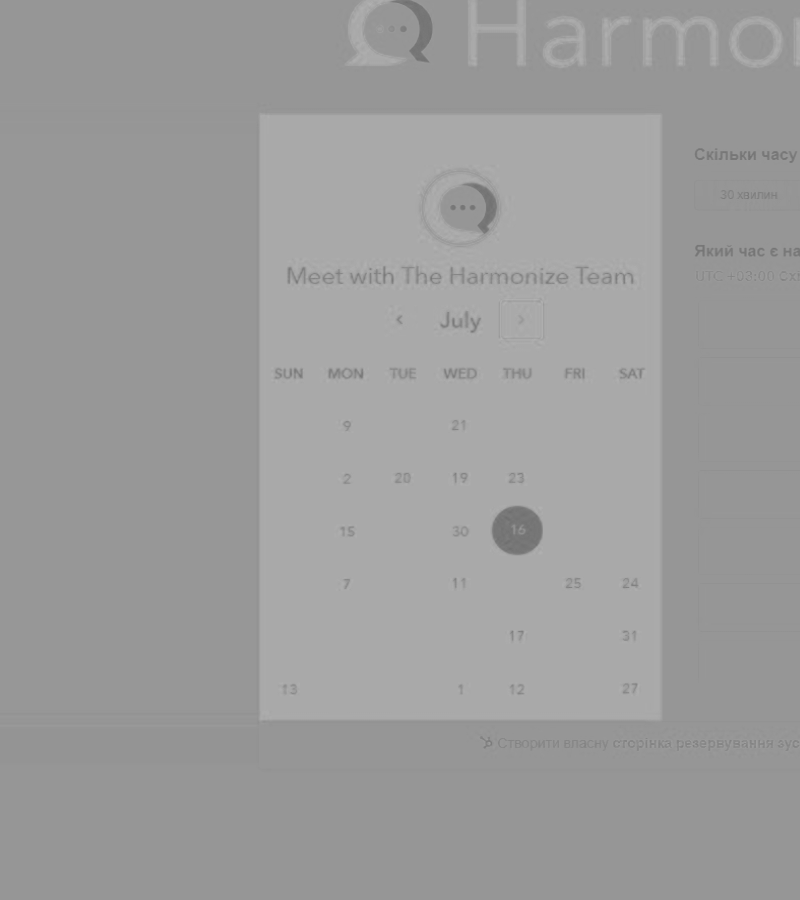 Harmon
Скільки часу
30 хвилин
Який час є на
UTC +03:00 Схі
Meet with The Harmonize Team
July
SUN MON TUE WED THU FRI SAT
9 21
2 20 19 23
15 30 16
7 11 25 24
17 31
13 1 12 27
Створити власну сторінка резервування зус